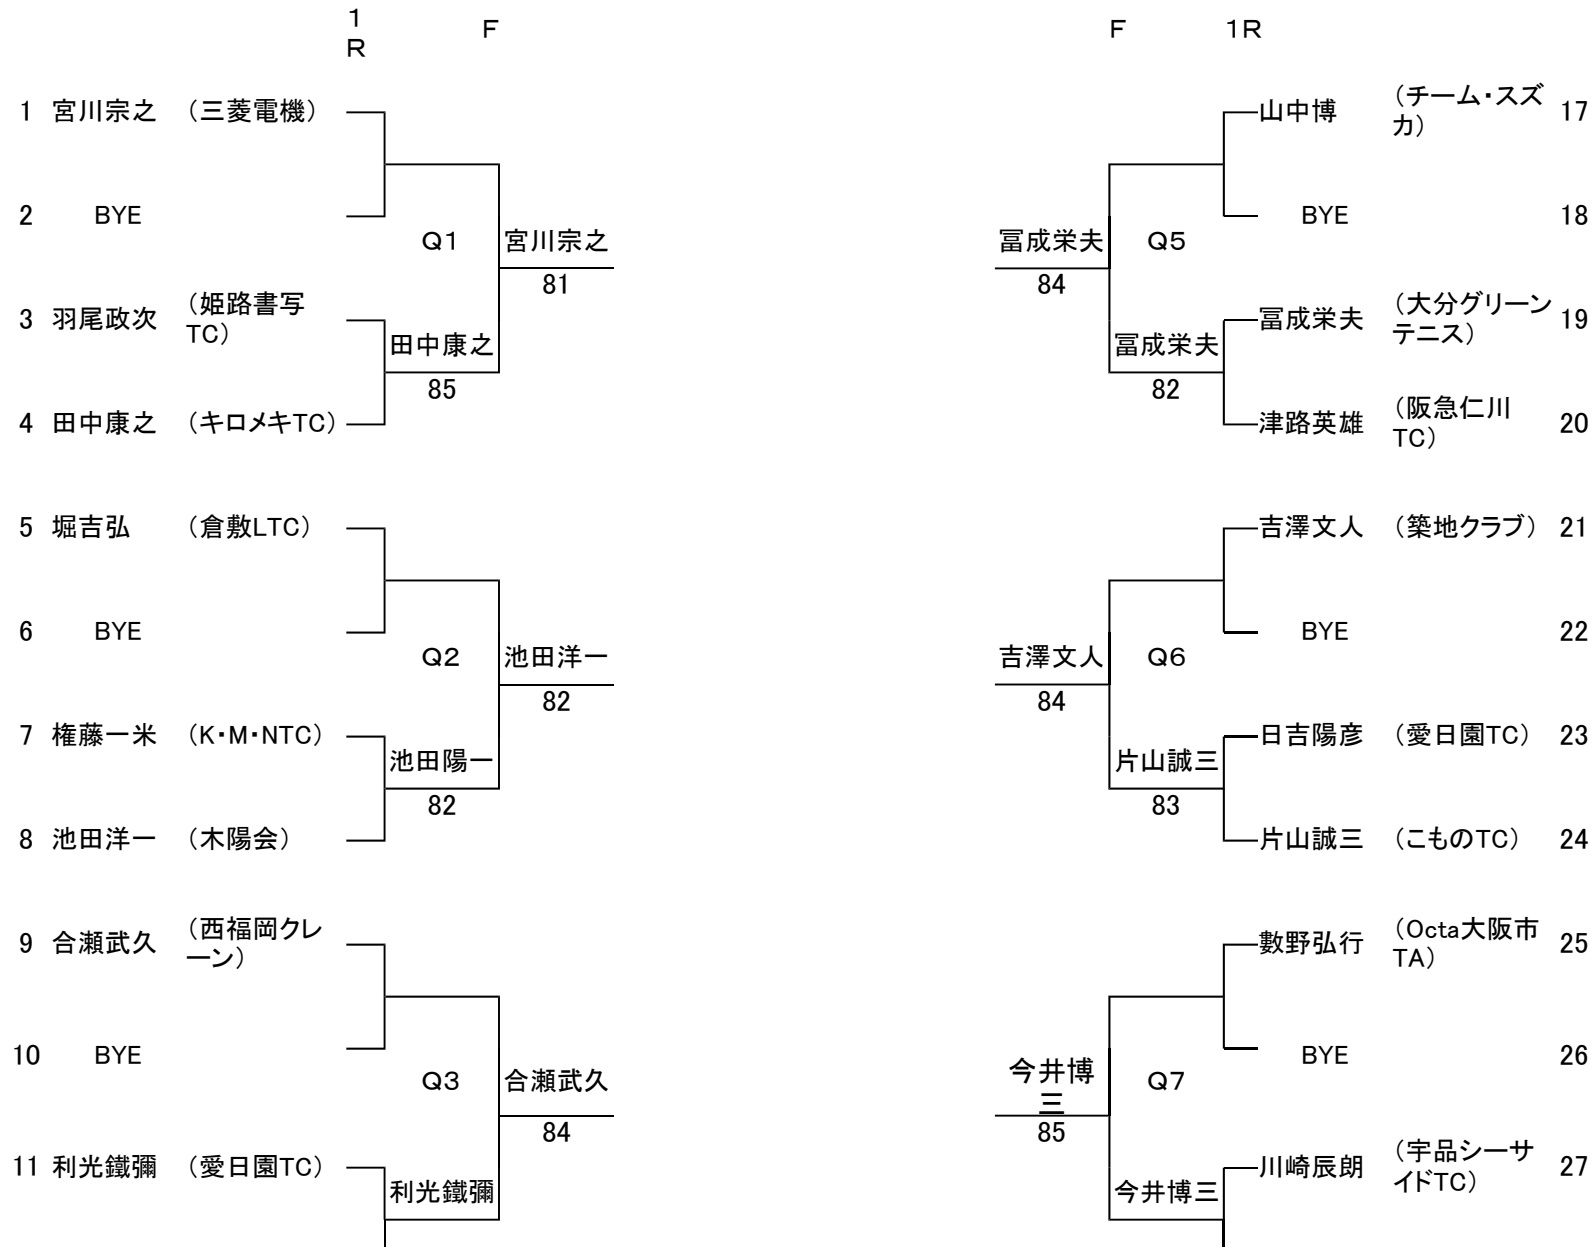 1
R
F
F
1R
1 宮川宗之 （三菱電機）
山中博 （チーム・スズ
カ） 17
2 BYE
BYE 18
Q1 宮川宗之
81
冨成栄夫 Q5
84
3 羽尾政次 （姫路書写
TC）
冨成栄夫 （大分グリーン
テニス） 19
田中康之
85
冨成栄夫
82
4 田中康之 （キロメキTC）
津路英雄 （阪急仁川
TC） 20
5 堀吉弘 （倉敷LTC）
吉澤文人 （築地クラブ） 21
6 BYE
BYE 22
Q2 池田洋一
82
吉澤文人 Q6
84
7 権藤一米 （K・M・NTC）
日吉陽彦 （愛日園TC） 23
池田陽一
82
片山誠三
83
8 池田洋一 （木陽会）
片山誠三 （こものTC） 24
9 合瀬武久 （西福岡クレ
ーン）
數野弘行 （Octa大阪市
TA） 25
10 BYE
BYE 26
Q3 合瀬武久
84
今井博
三 Q7
85
11 利光鐵彌 （愛日園TC）
川崎辰朗 （宇品シーサ
イドTC） 27
利光鐵彌
今井博三